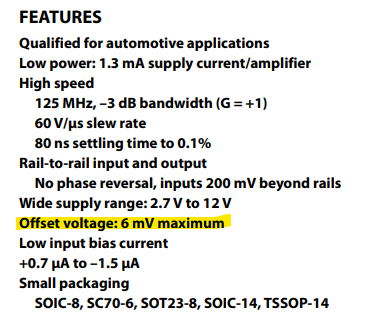 FEATURES
Qualified for automotive applications
Low power: 1.3 mA supply current/amplifier
High speed
125 MHz, –3 dB bandwidth (G = +1)
60 V/µs slew rate
80 ns settling time to 0.1%
Rail-to-rail input and output
No phase reversal, inputs 200 mV beyond rails
Wide supply range: 2.7 V to 12 V
Offset voltage: 6 mV maximum
Low input bias current
+0.7 µA to –1.5 µA
Small packaging
SOIC-8, SC70-6, SOT23-8, SOIC-14, TSSOP-14